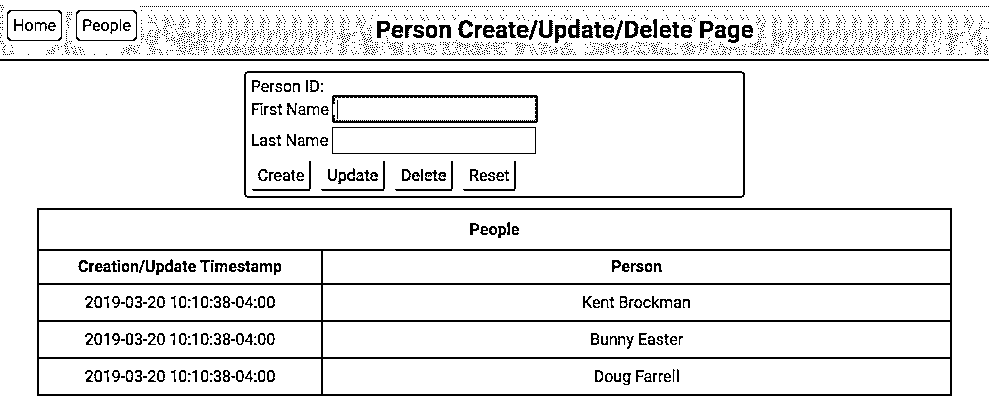 Home People Person Create/Update/Delete Page
Person ID:
First Name
Last Name
Create Update Delete Reset
People
Creation/Update Timestamp Person
2019-03-20 10:10:38-04:00 Kent Brockman
2019-03-20 10:10:38-04:00 Bunny Easter
2019-03-20 10:10:38-04:00 Doug Farrell